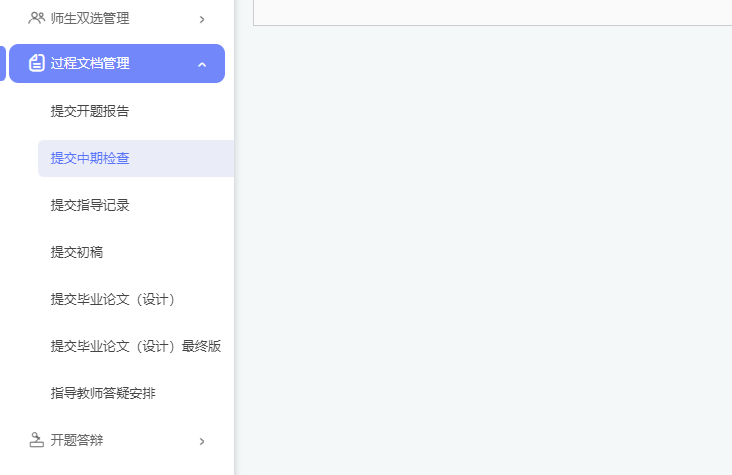 师生双选管理
过程文档管理
提交开题报告
提交中期检查
提交指导记录
提交初稿
提交毕业论文（设计）
提交毕业论文（设计）最终版
指导教师答疑安排
开题答辩